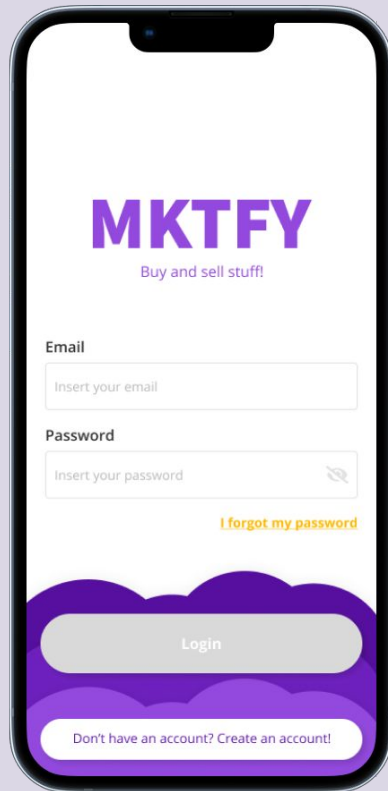 MKTFY
Buy and sell stuff!
Email
Insert your email
Password
Insert your password
I forgot my password
Login
Don't have an account? Create an account!